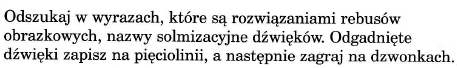 Odszukaj w wyrazach, które są rozwiązaniami rebusów
obrazkowych, nazwy solmizacyjne dźwięków. Odgadnięte
dźwięki zapisz na pięciolinii, a następnie zagraj na dzwonkach.